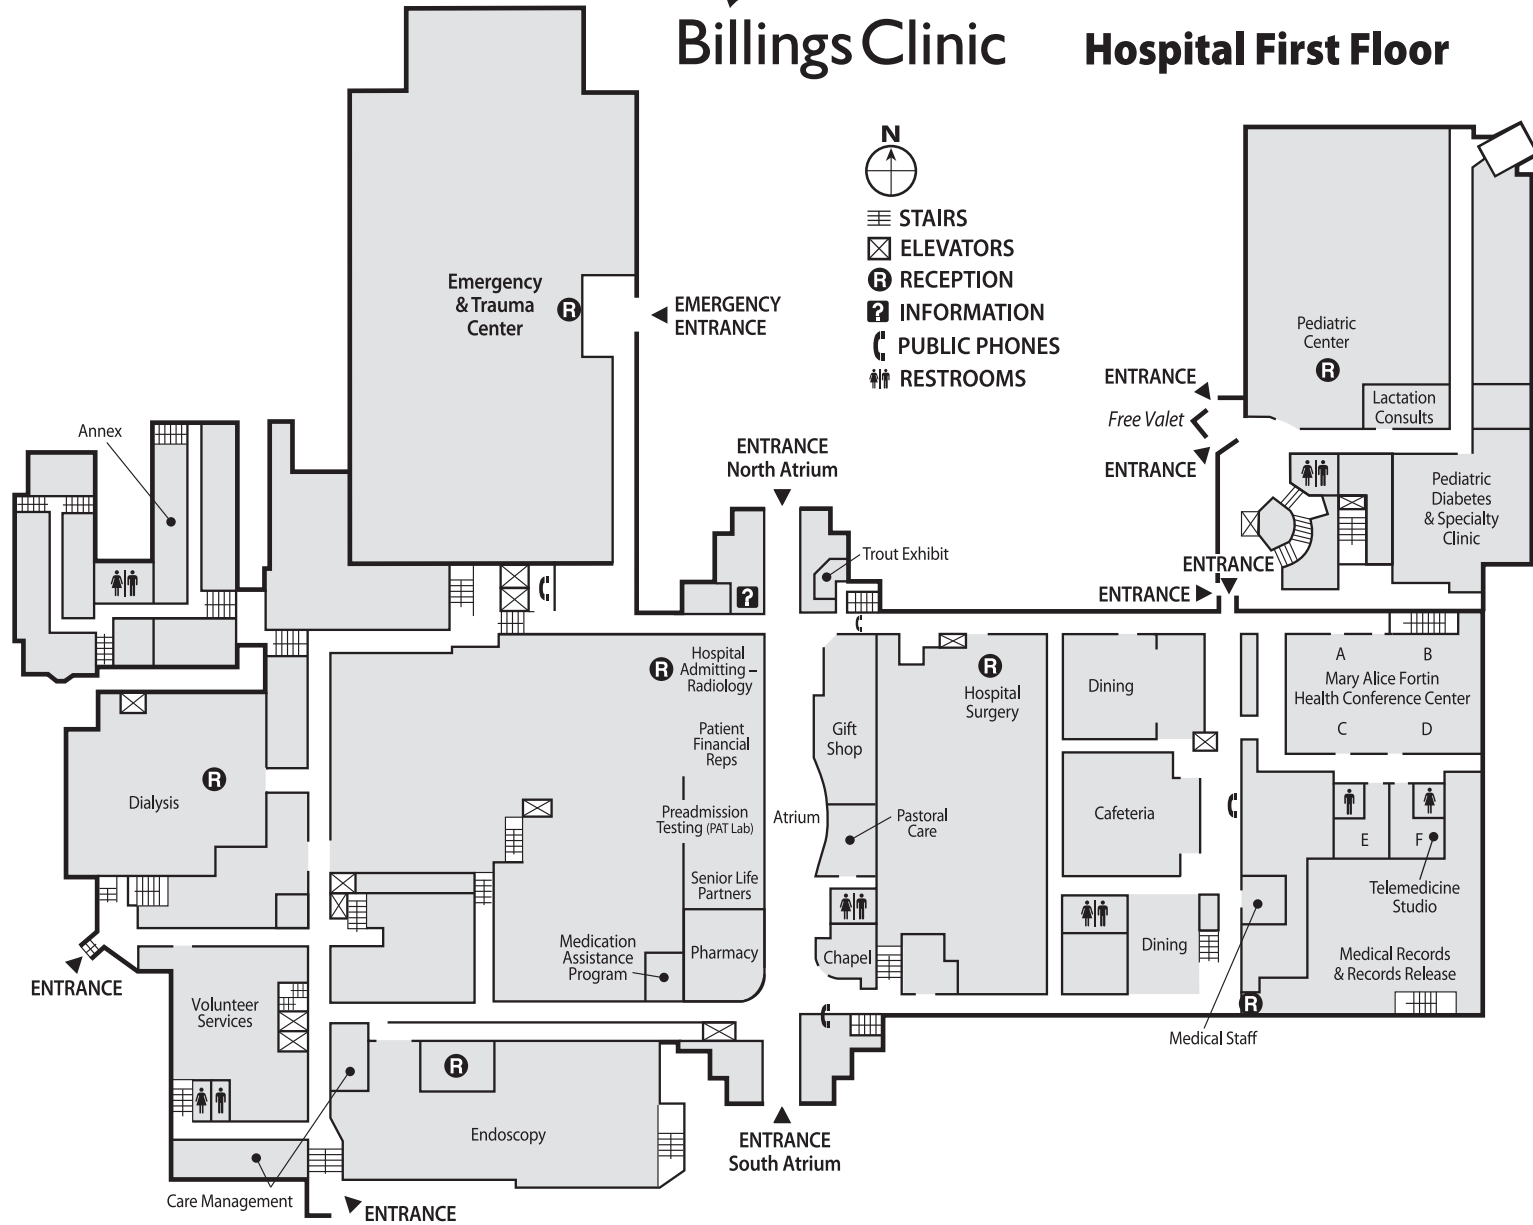 Billings Clinic
Hospital First Floor
N
STAIRS
ELEVATORS
R RECEPTION
? INFORMATION
PUBLIC PHONES
RESTROOMS
Emergency
& Trauma
Center
R
EMERGENCY
ENTRANCE
Pediatric
Center
R
ENTRANCE
Free Valet
ENTRANCE
Lactation
Consults
Annex
ENTRANCE
North Atrium
Pediatric
Diabetes
& Specialty
Clinic
Trout Exhibit
?
ENTRANCE
ENTRANCE
R
Hospital
Admitting –
Radiology
R
Hospital
Surgery
Dining
A
B
Mary Alice Fortin
Health Conference Center
C
D
Patient
Financial
Reps
Gift
Shop
R
Dialysis
Preadmission
Testing (PAT Lab)
Atrium
Pastoral
Care
Cafeteria
E
F
Senior Life
Partners
Telemedicine
Studio
Medication
Assistance
Program
Pharmacy
Chapel
Dining
Medical Records
& Records Release
R
ENTRANCE
Volunteer
Services
Medical Staff
R
Endoscopy
ENTRANCE
South Atrium
Care Management
ENTRANCE